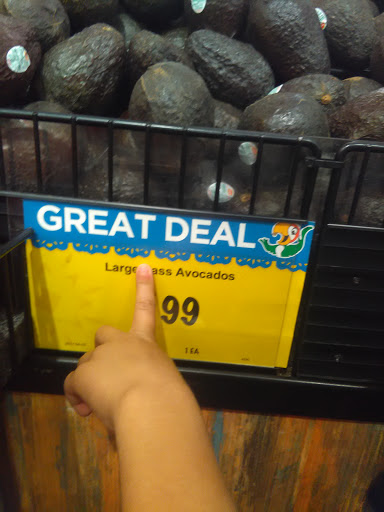 GREAT DEAL
Large ass Avocados
99
1 EA